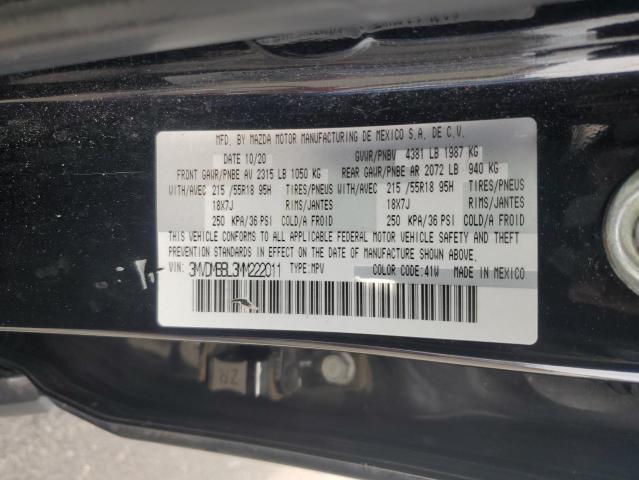 MFD. BY MAZDA MOTOR MANUFACTURING DE MEXICO S.A. DE C.V.
DATE 10/20 GVWR/PNBV 4381 LB 1987 KG
FRONT GAWR/PNBE AV 2315 LB 1050 KG REAR GAWR/PNBE AR 2072 LB 940 KG
WITH/AVEC 215/55R18 95H TIRES/PNEUS WITH/AVEC 215/55R18 95H TIRES/PNEUS
18X7J RIMS/JANTES 18X7J RIMS/JANTES
250 KPA/36 PSI COLD/A FROID 250 KPA/36 PSI COLD/A FROID
THIS VEHICLE CONFORMS TO ALL APPLICABLE FEDERAL MOTOR VEHICLE SAFETY AND THEFT
PREVENTION STANDARDS IN EFFECT ON THE DATE OF MANUFACTURE SHOWN ABOVE.
VIN: 3MVDMBBL3MM222011 TYPE: MPV COLOR CODE: 41W MADE IN MEXICO
ZR